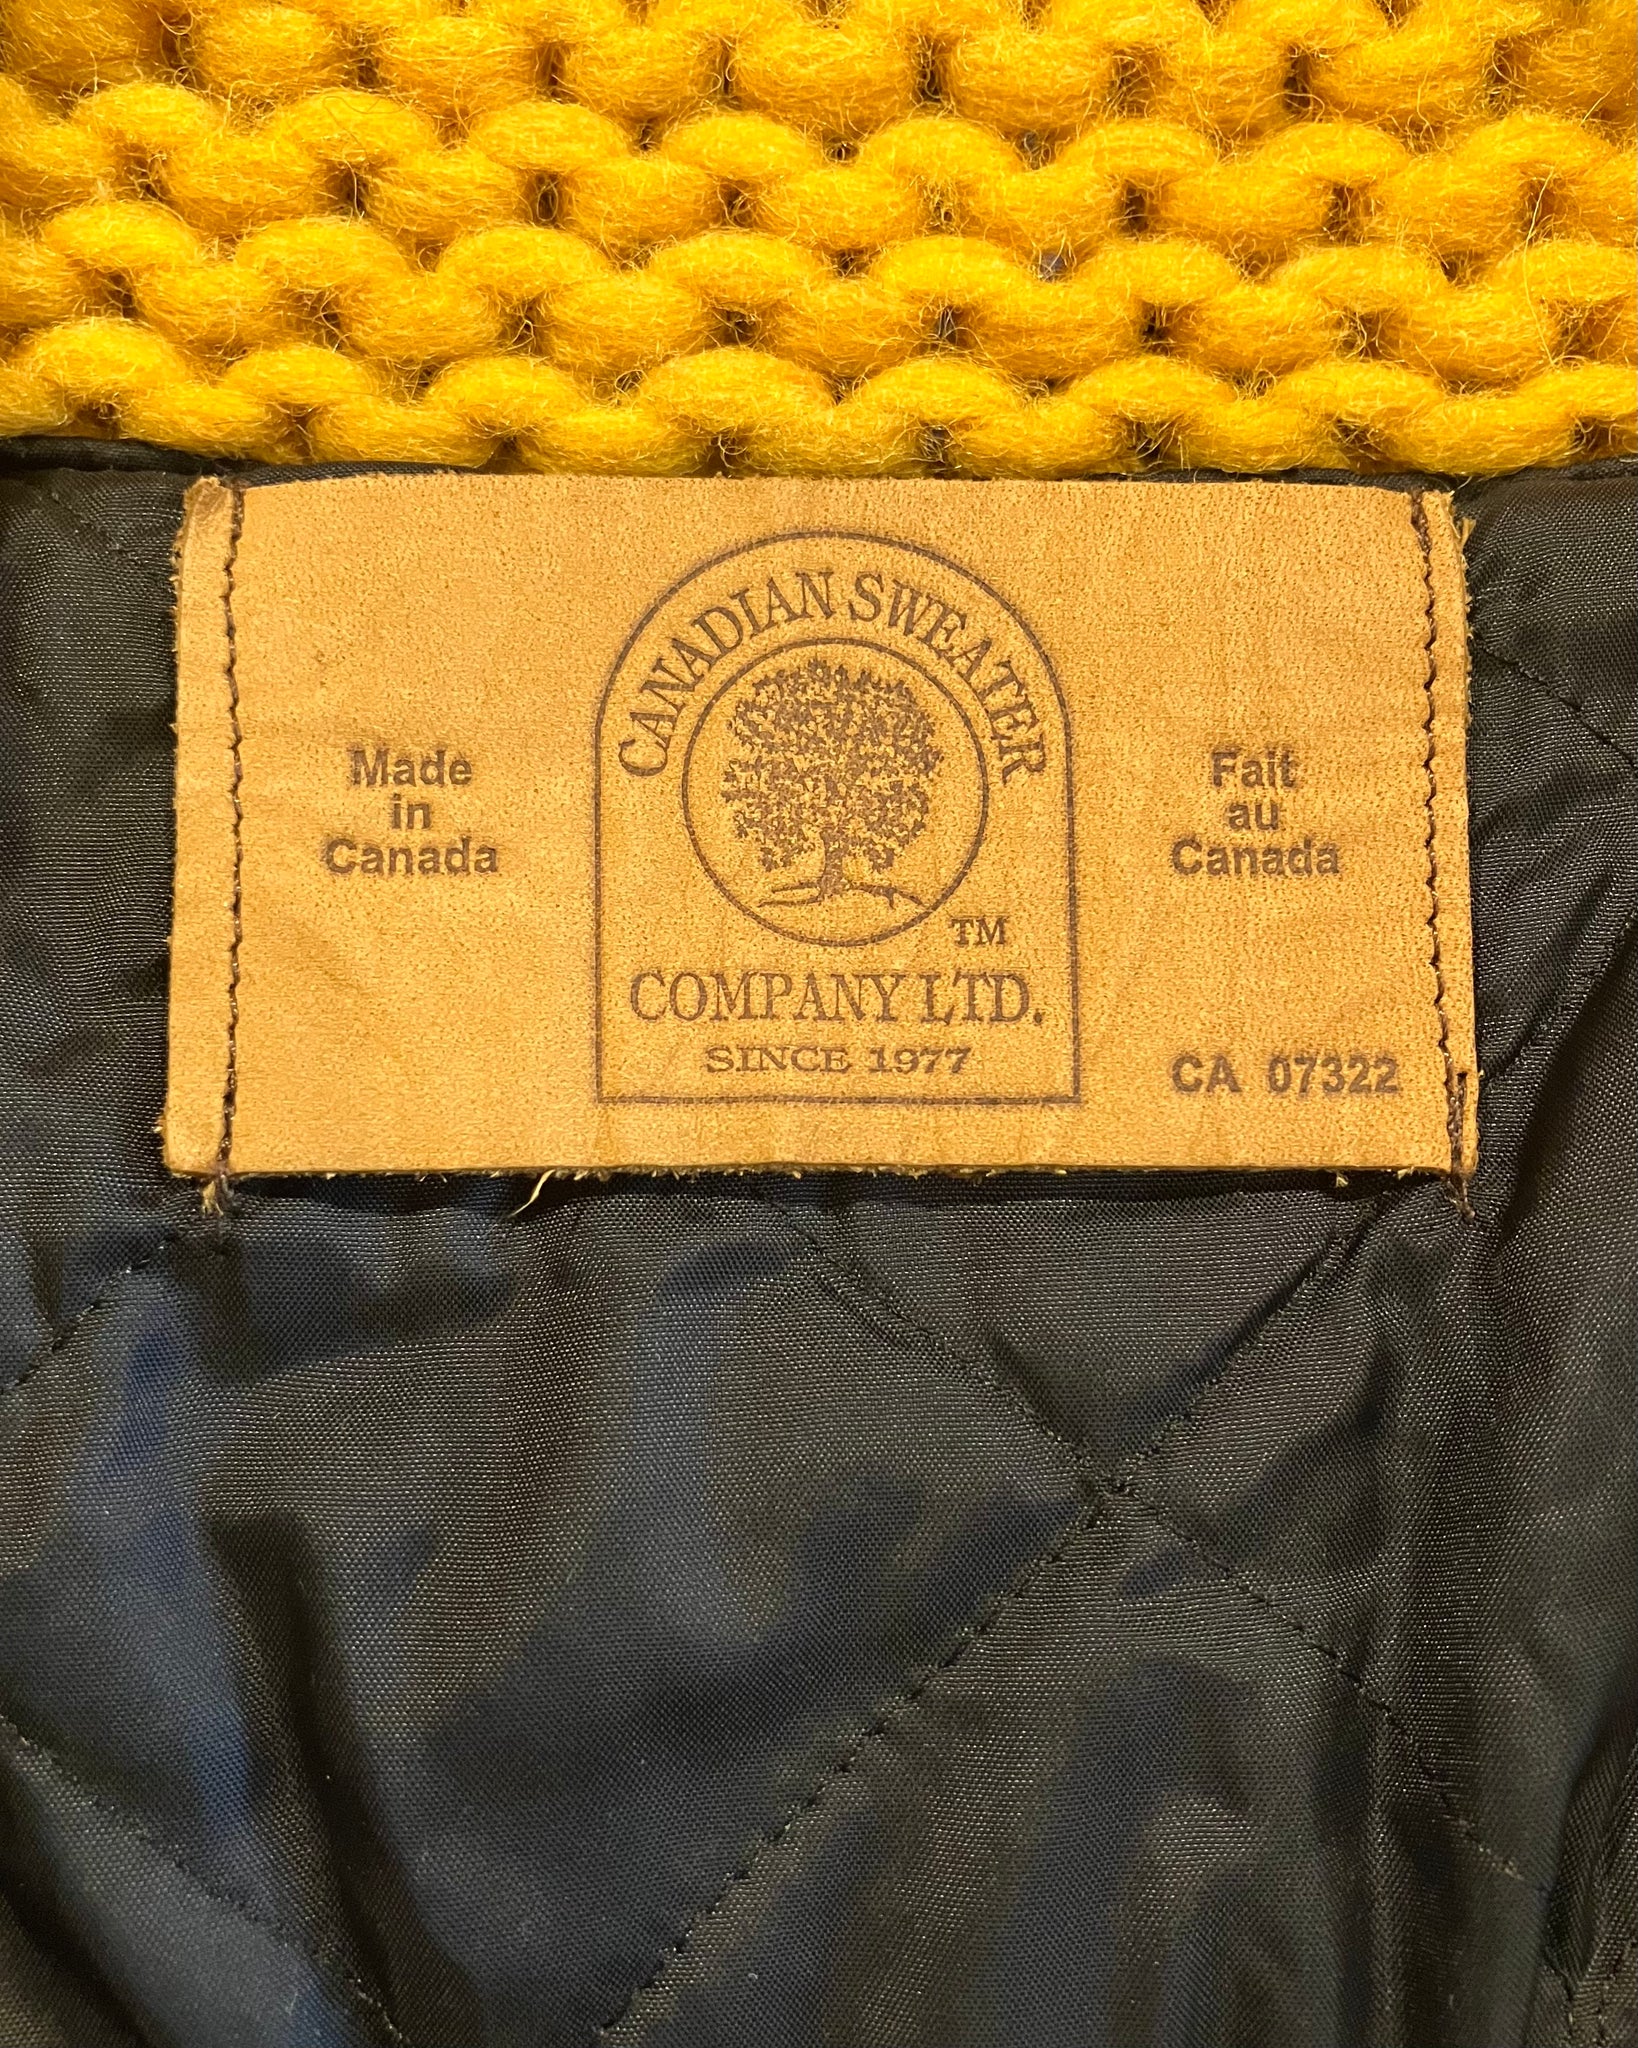 CANADIAN SWEATER
Made
in
Canada
Fait
au
Canada
TM
COMPANY LTD.
SINCE 1977
CA 07322